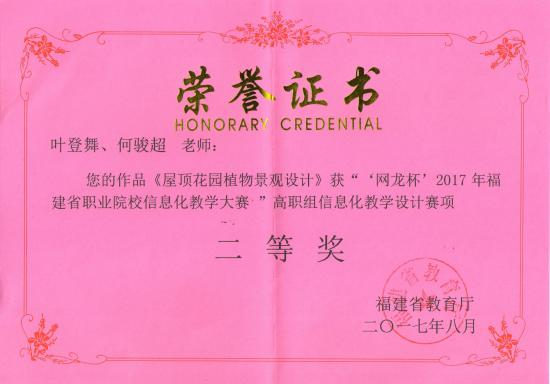 荣誉证书
HONORARY CREDENTIAL
叶登舞、何骏超 老师：
您的作品《屋顶花园植物景观设计》获“‘网龙杯’2017年福
建省职业院校信息化教学大赛”高职组信息化教学设计赛项
二等奖
福建省教育厅
二〇一七年八月